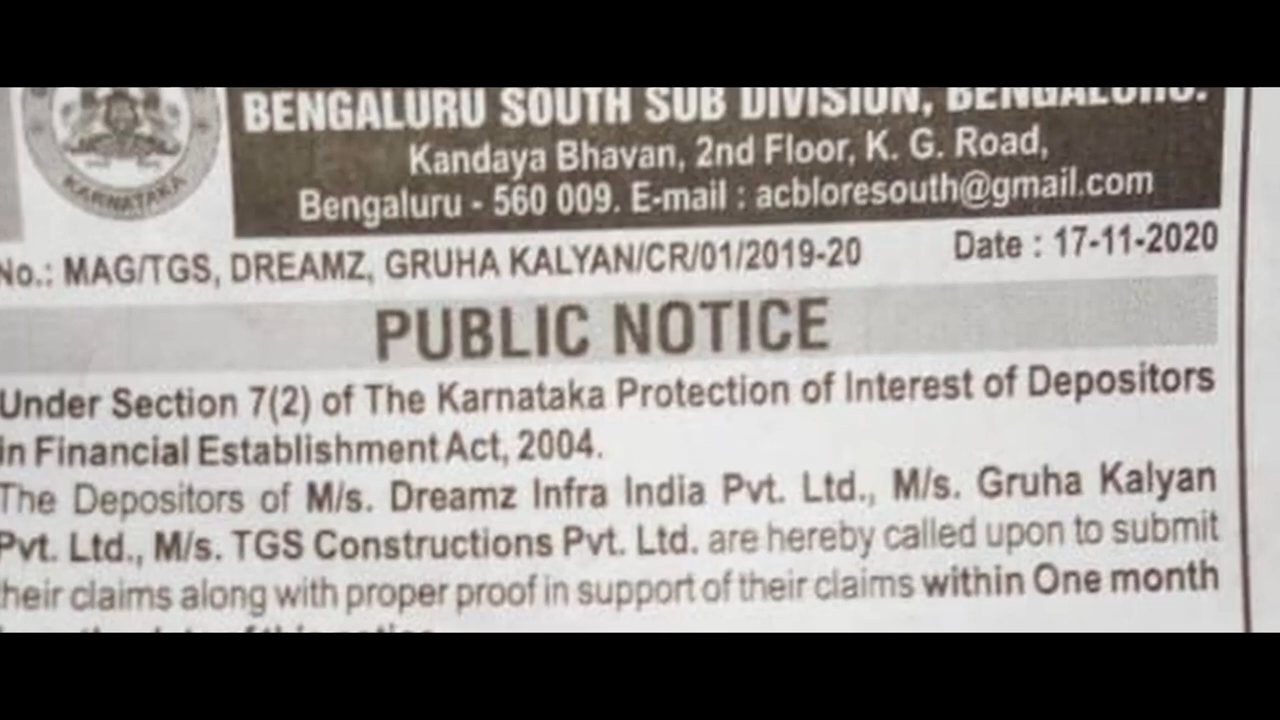 KARNATAKA
BENGALURU SOUTH SUB DIVISION, BENGALURU.
Kandaya Bhavan, 2nd Floor, K. G. Road,
Bengaluru - 560 009. E-mail : acbloresouth@gmail.com
No.: MAG/TGS, DREAMZ, GRUHA KALYAN/CR/01/2019-20 Date : 17-11-2020
PUBLIC NOTICE
Under Section 7(2) of The Karnataka Protection of Interest of Depositors
in Financial Establishment Act, 2004.
The Depositors of M/s. Dreamz Infra India Pvt. Ltd., M/s. Gruha Kalyan
Pvt. Ltd., M/s. TGS Constructions Pvt. Ltd. are hereby called upon to submit
their claims along with proper proof in support of their claims within One month